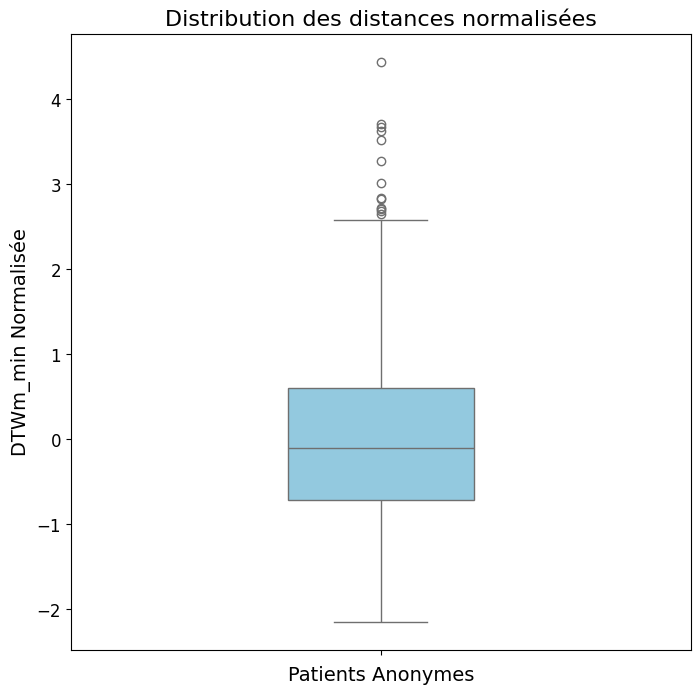 Distribution des distances normalisées
4
3
2
1
0
−1
−2
DTWm_min Normalisée
Patients Anonymes